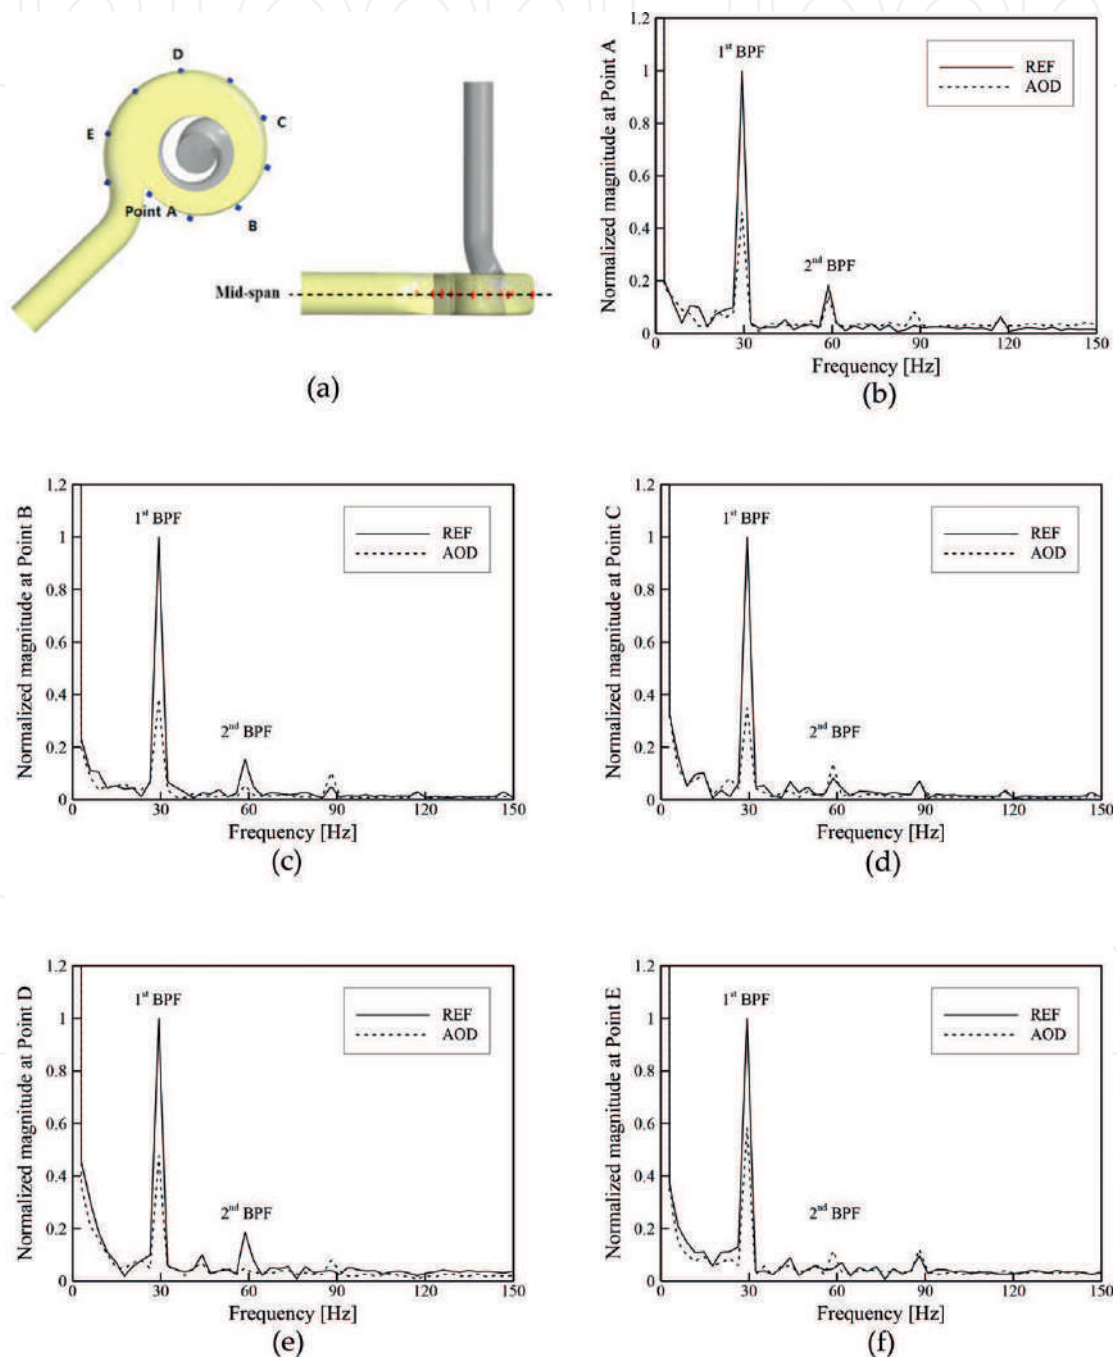 D
E
C
Point A
B
Mid-span
(a)
Normalized magnitude at Point A
1.2
1
0.8
0.6
0.4
0.2
0
1st BPF
2nd BPF
REF
AOD
0 30 60 90 120 150
Frequency [Hz]
(b)
Normalized magnitude at Point B
1.2
1
0.8
0.6
0.4
0.2
0
1st BPF
2nd BPF
REF
AOD
0 30 60 90 120 150
Frequency [Hz]
(c)
Normalized magnitude at Point C
1.2
1
0.8
0.6
0.4
0.2
0
1st BPF
2nd BPF
REF
AOD
0 30 60 90 120 150
Frequency [Hz]
(d)
Normalized magnitude at Point D
1.2
1
0.8
0.6
0.4
0.2
0
1st BPF
2nd BPF
REF
AOD
0 30 60 90 120 150
Frequency [Hz]
(e)
Normalized magnitude at Point E
1.2
1
0.8
0.6
0.4
0.2
0
1st BPF
2nd BPF
REF
AOD
0 30 60 90 120 150
Frequency [Hz]
(f)